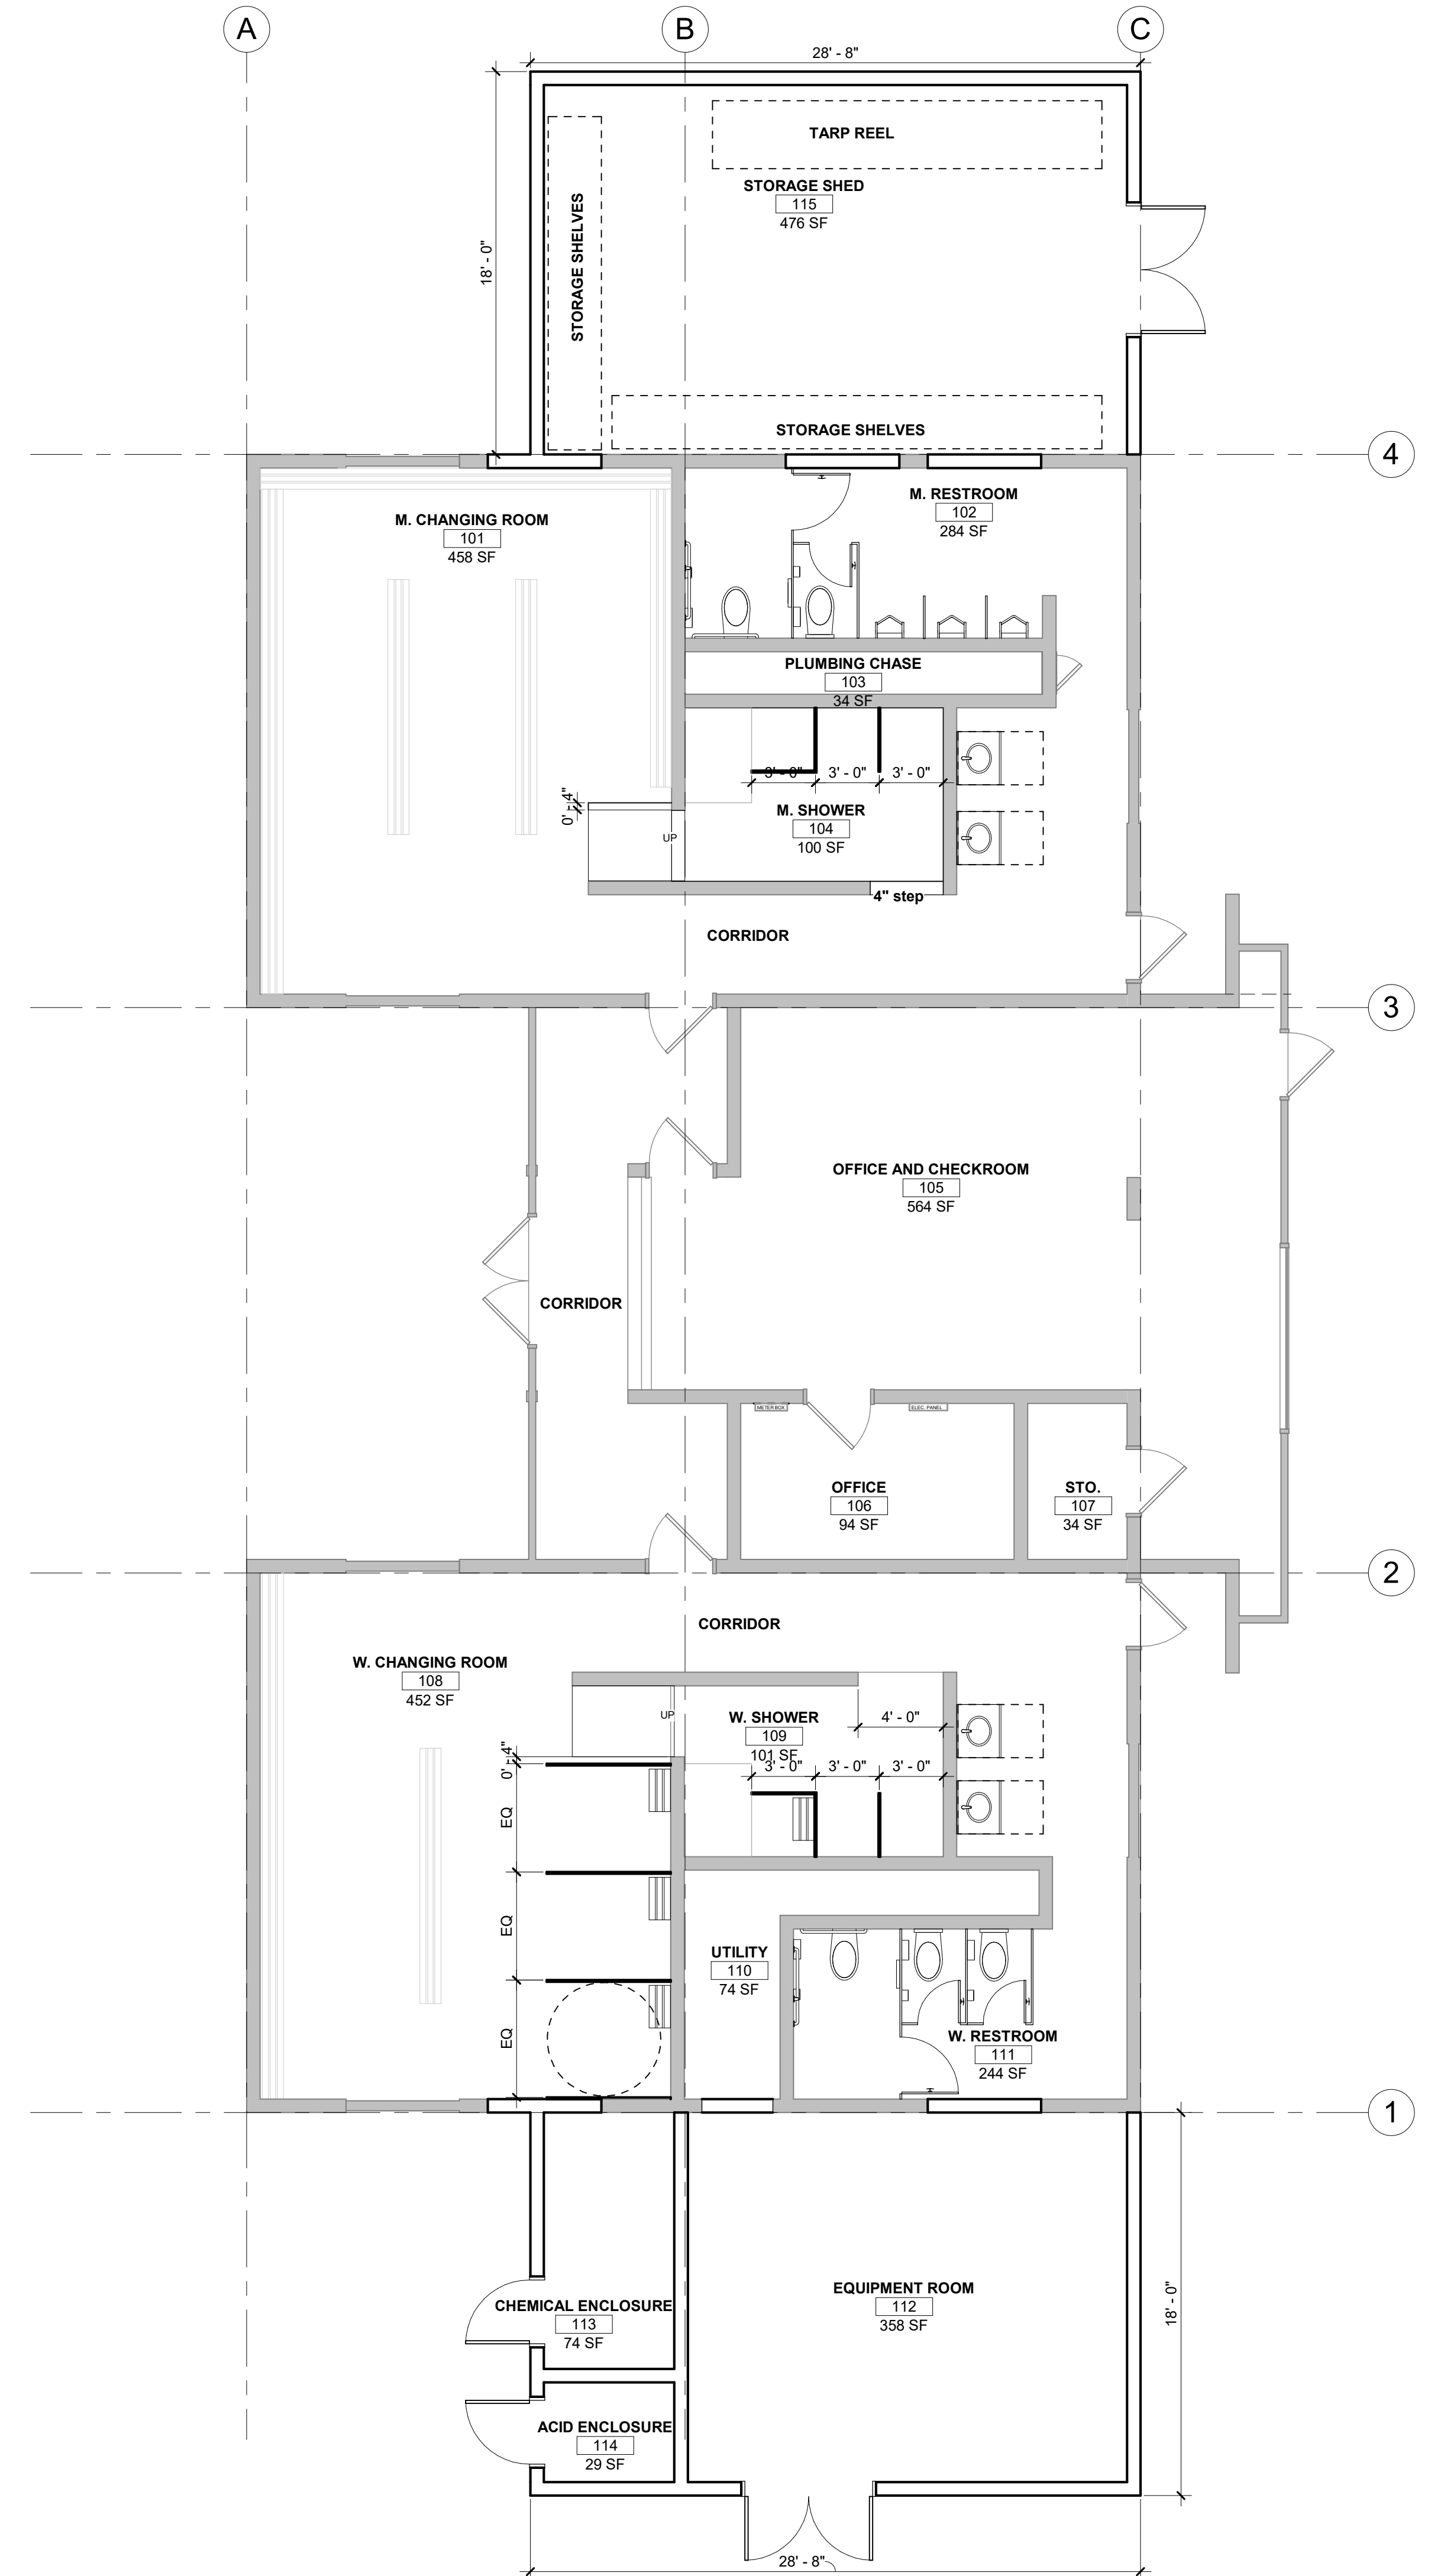 A
B
C
28' - 8"
TARP REEL
STORAGE SHED
115
476 SF
STORAGE SHELVES
18' - 0"
STORAGE SHELVES
4
M. RESTROOM
102
284 SF
M. CHANGING ROOM
101
458 SF
PLUMBING CHASE
103
34 SF
3' - 0"
3' - 0"
3' - 0"
0' - 4"
M. SHOWER
104
100 SF
UP
4" step
CORRIDOR
3
OFFICE AND CHECKROOM
105
564 SF
CORRIDOR
METER BOX
ELEC. PANEL
OFFICE
106
94 SF
STO.
107
34 SF
2
CORRIDOR
W. CHANGING ROOM
108
452 SF
UP
W. SHOWER
109
101 SF
4' - 0"
0' - 4"
3' - 0"
3' - 0"
3' - 0"
EQ
EQ
UTILITY
110
74 SF
EQ
W. RESTROOM
111
244 SF
1
EQUIPMENT ROOM
112
358 SF
CHEMICAL ENCLOSURE
113
74 SF
18' - 0"
ACID ENCLOSURE
114
29 SF
28' - 8"